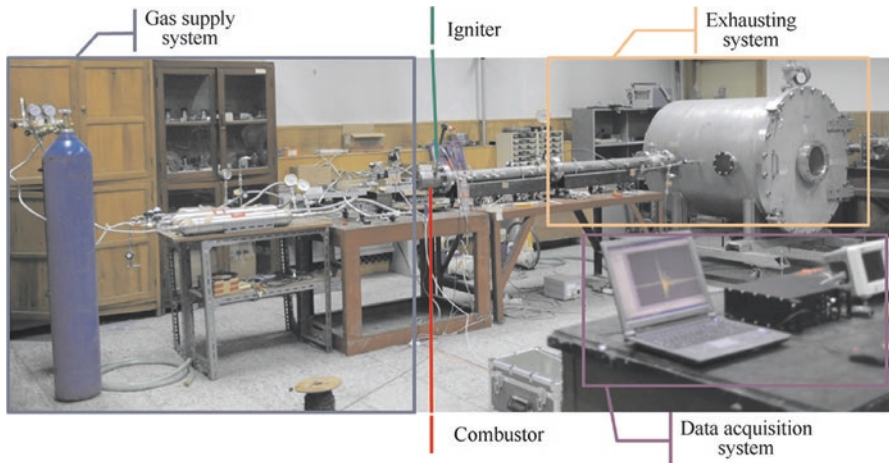 Gas supply
system
Igniter
Exhausting
system
Combustor
Data acquisition
system